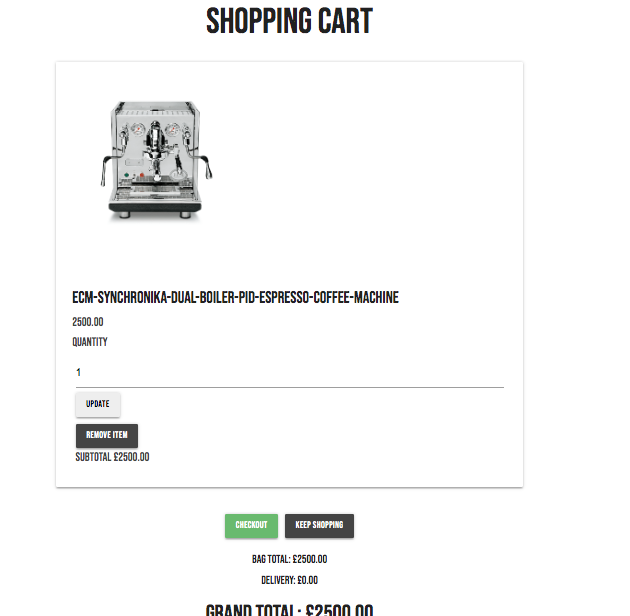 SHOPPING CART
ECM-SYNCHRONIKA-DUAL-BOILER-PID-ESPRESSO-COFFEE-MACHINE
2500.00
QUANTITY
1
UPDATE
REMOVE ITEM
SUBTOTAL £2500.00
CHECKOUT KEEP SHOPPING
BAG TOTAL: £2500.00
DELIVERY: £0.00
GRAND TOTAL: £2500.00